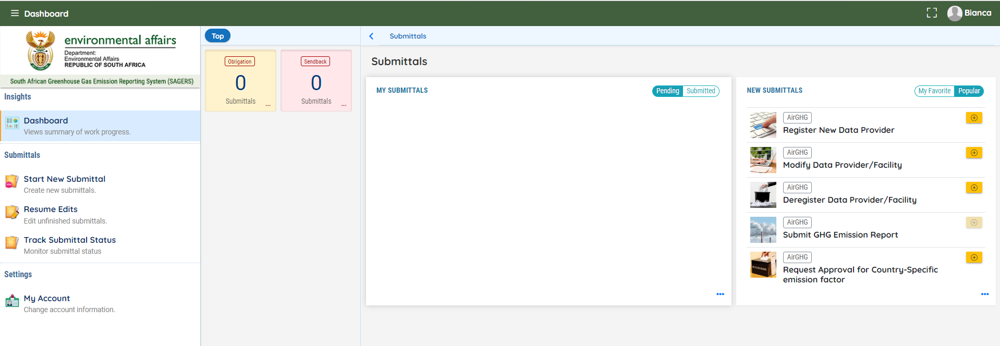 Dashboard
Bianca
environmental affairs
Department:
Environmental Affairs
REPUBLIC OF SOUTH AFRICA
South African Greenhouse Gas Emission Reporting System (SAGERS)
Insights
Dashboard
Views summary of work progress.
Submittals
Start New Submittal
Create new submittals.
Resume Edits
Edit unfinished submittals.
Track Submittal Status
Monitor submittal status
Settings
My Account
Change account information.
Top
Obligation
0
Submittals
...
Sendback
0
Submittals
...
Submittals
Submittals
MY SUBMITTALS
Pending Submitted
NEW SUBMITTALS
My Favorite Popular
AirGHG
Register New Data Provider
AirGHG
Modify Data Provider/Facility
AirGHG
Deregister Data Provider/Facility
AirGHG
Submit GHG Emission Report
AirGHG
Request Approval for Country-Specific
emission factor